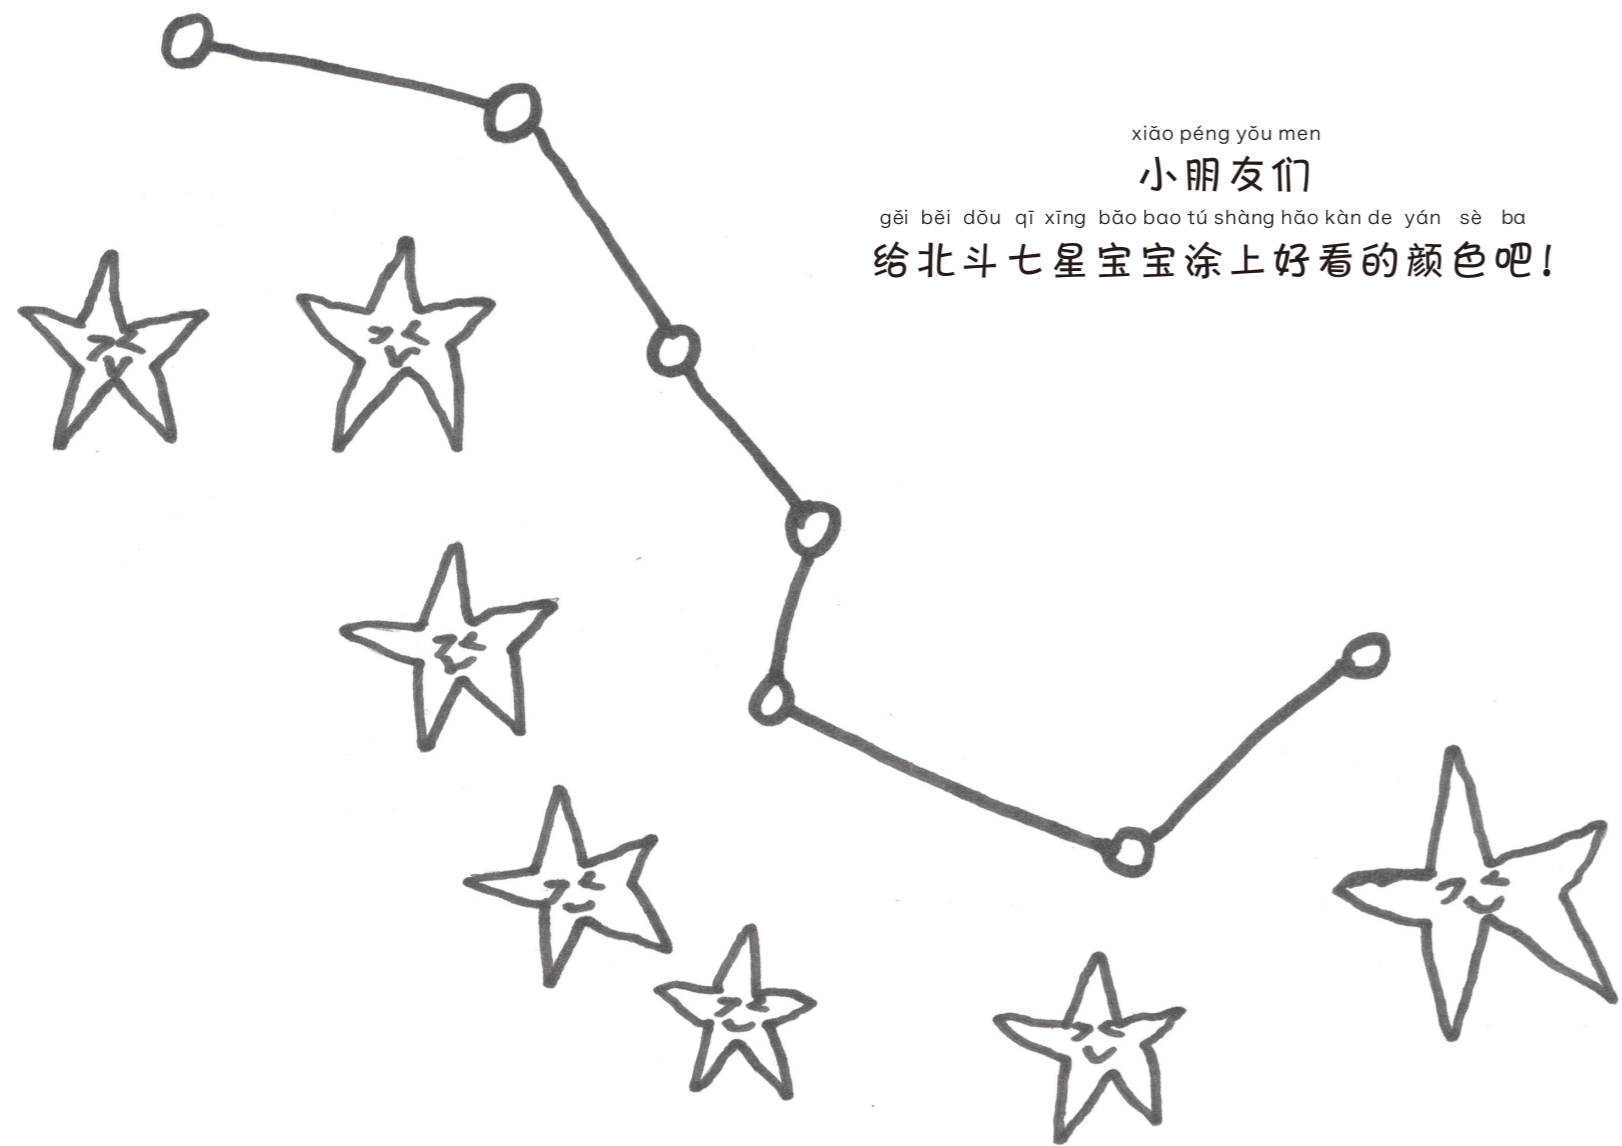 xiǎo péng yǒu men
小朋友们
gěi běi dǒu qī xīng bǎo bao tú shàng hǎo kàn de yán sè ba
给北斗七星宝宝涂上好看的颜色吧!